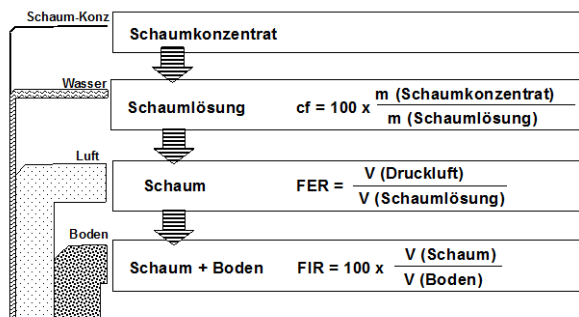 Schaum-Konz
Schaumkonzentrat
Wasser
Schaumlösung cf = 100 x m (Schaumkonzentrat)
m (Schaumlösung)
Luft
Schaum FER = V (Druckluft)
V (Schaumlösung)
Boden
Schaum + Boden FIR = 100 x V (Schaum)
V (Boden)